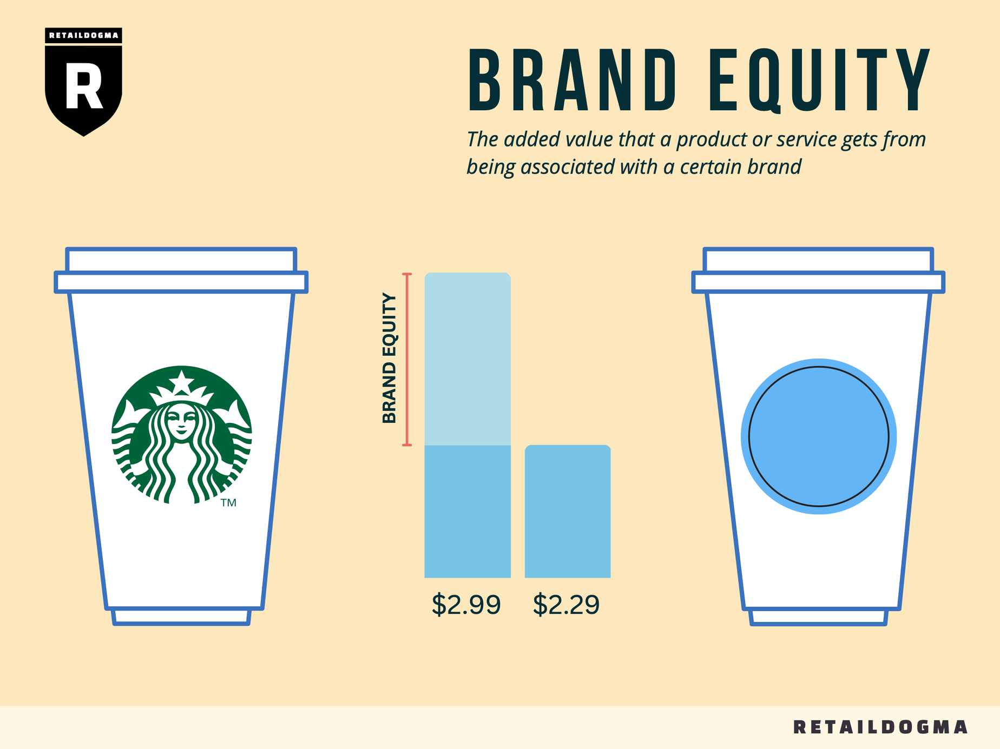 RETAILDOGMA
R
BRAND EQUITY
The added value that a product or service gets from
being associated with a certain brand
BRAND EQUITY
TM
$2.99
$2.29
RETAILDOGMA